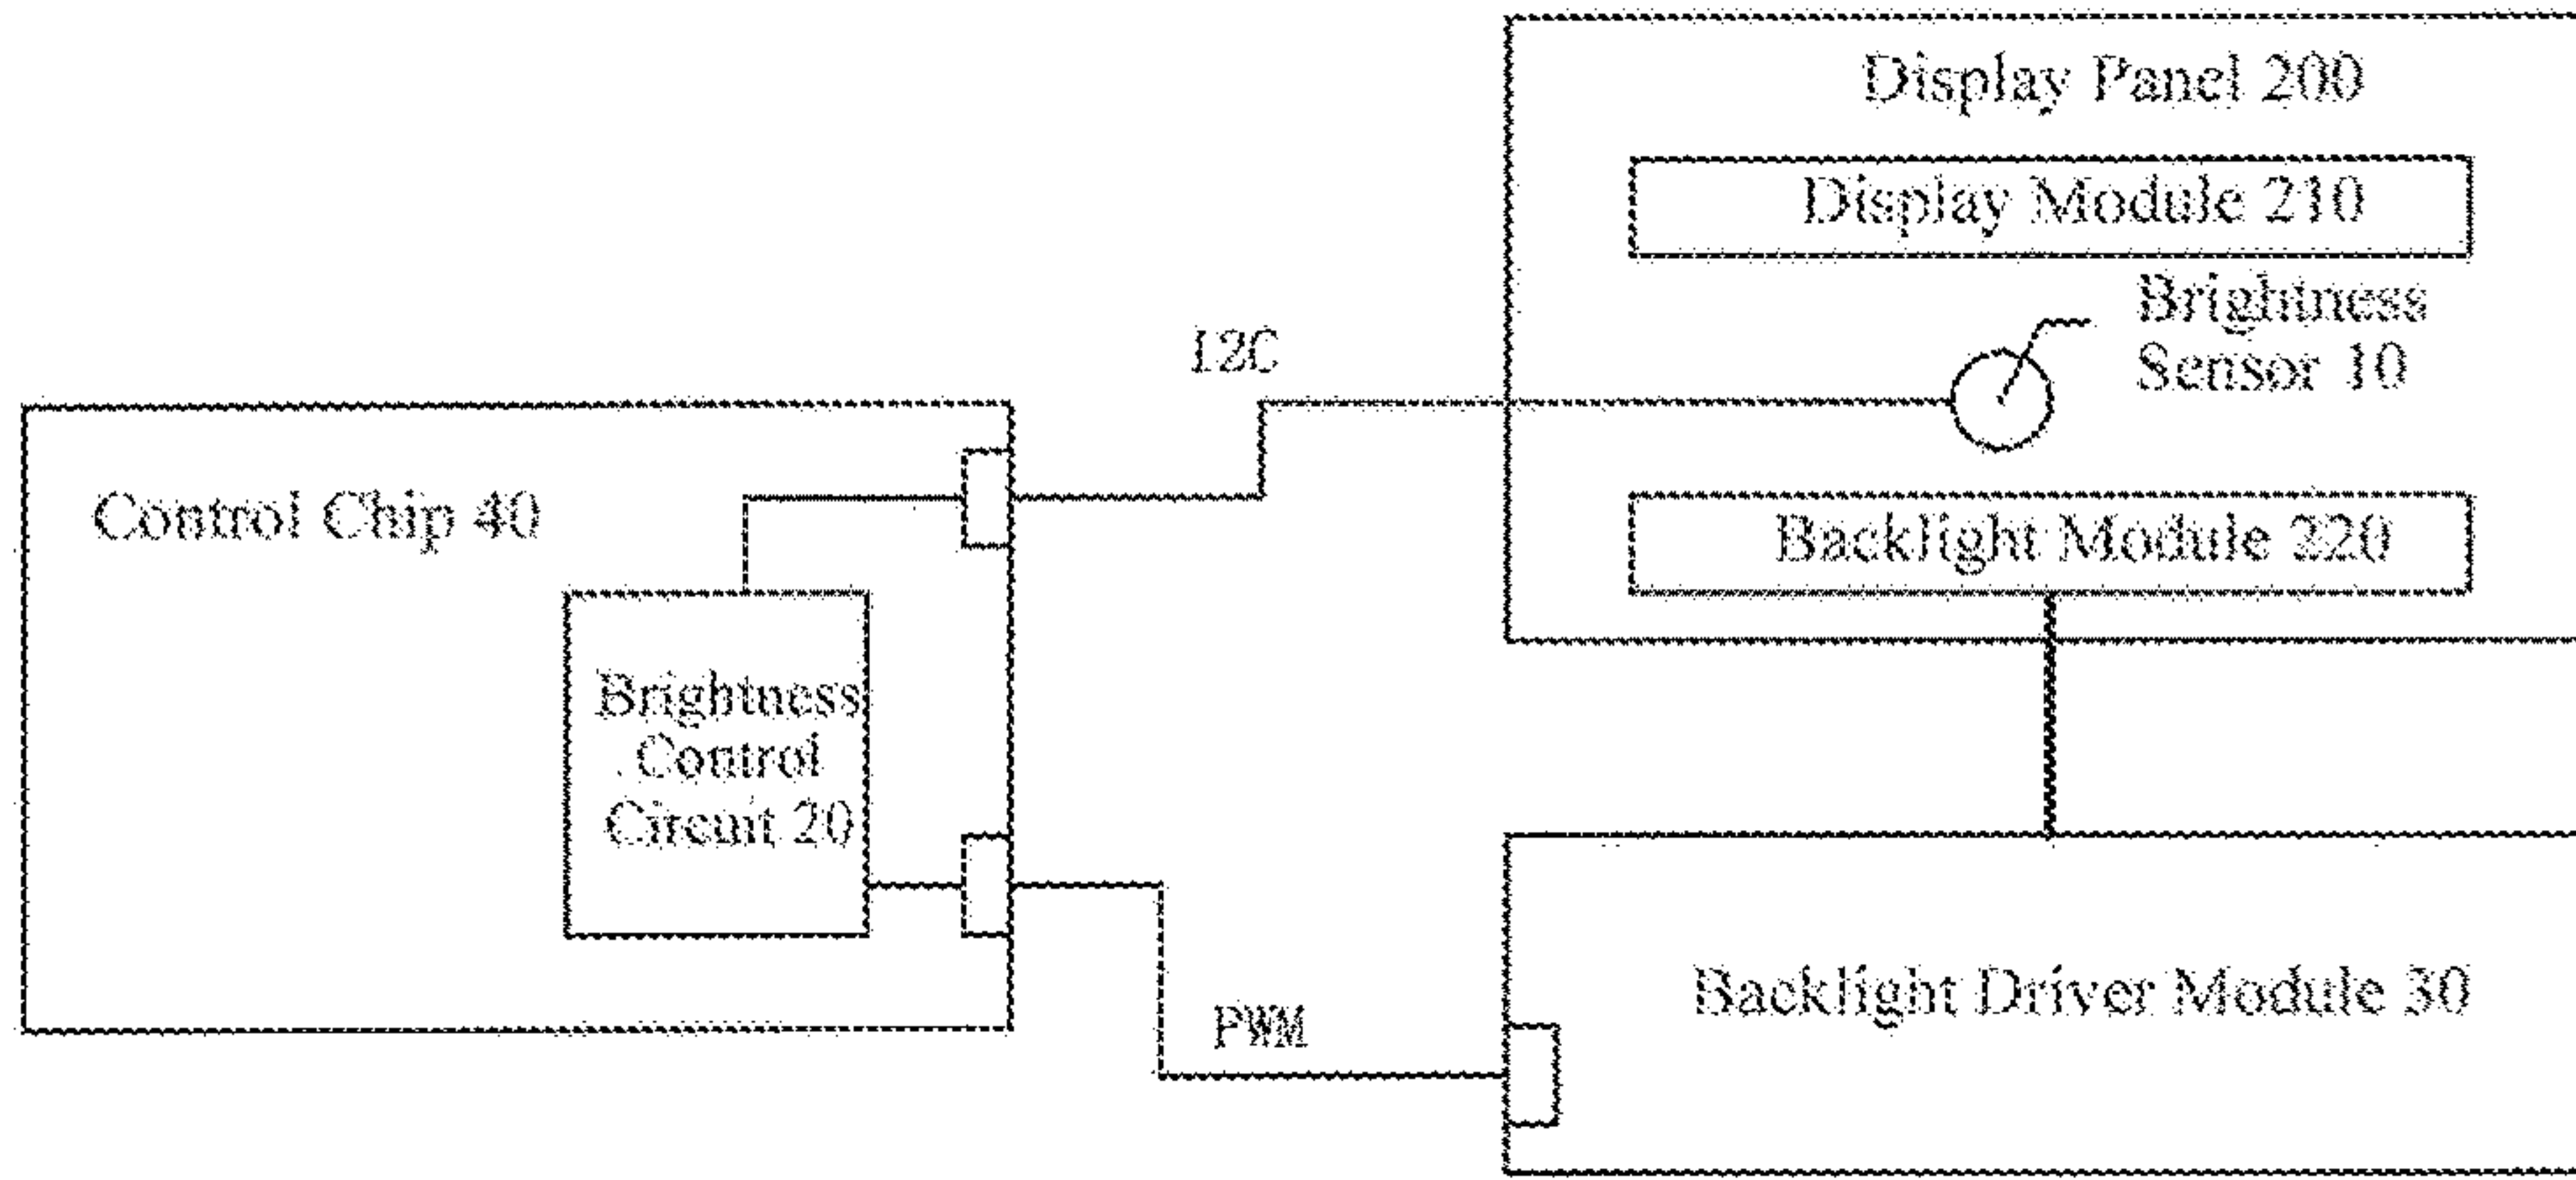 Display Panel 200
Display Module 210
Brightness
Sensor 10
I2C
Control Chip 40
Backlight Module 220
Brightness
Control
Circuit 20
Backlight Driver Module 30
PWM